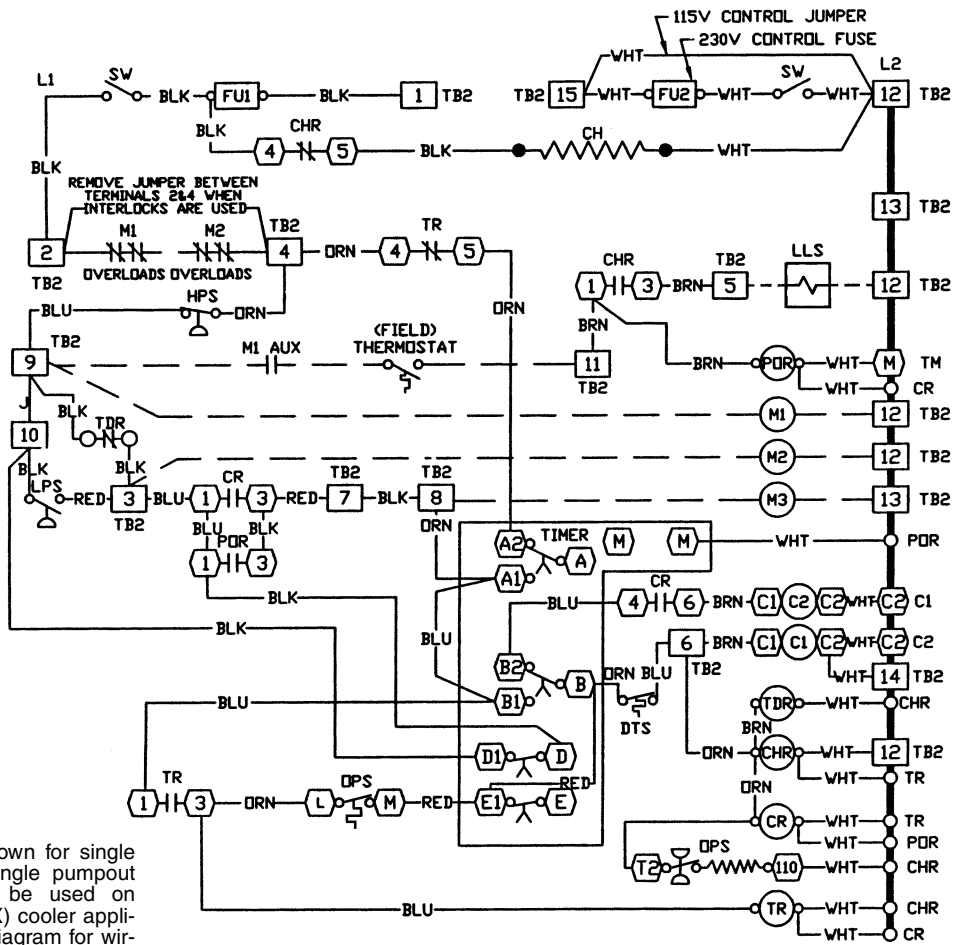 115V CONTROL JUMPER
230V CONTROL FUSE
WHT
L1
SW
BLK
FU1
BLK
1
TB2
TB2
15
WHT
FU2
WHT
SW
WHT
L2
12
TB2
BLK
CHR
4
5
BLK
CH
WHT
BLK
REMOVE JUMPER BETWEEN
TERMINALS 2&4 WHEN
INTERLOCKS ARE USED
M1
M2
TB2
13
TB2
2
4
ORN
4
TR
5
TB2
OVERLOADS
OVERLOADS
CHR
TB2
LLS
1
3
BRN
5
12
TB2
BLU
HPS
ORN
ORN
BRN
TB2
9
M1 AUX
(FIELD)
THERMOSTAT
11
TB2
BRN
POR
WHT
M
TM
WHT
CR
J
BLK
TDR
M1
12
TB2
10
BLK
BLK
M2
12
TB2
LPS
RED
3
TB2
BLU
1
CR
3
RED
TB2
7
BLK
TB2
8
M3
13
TB2
BLU
POR
BLK
ORN
1
3
A2
TIMER
A
M
M
WHT
POR
A1
BLK
BLU
4
CR
6
BRN
C1
C2
C2
WHT
C2
C1
BLK
BLU
6
TB2
BRN
C1
C1
C2
WHT
C2
C2
B2
B
ORN
BLU
WHT
14
TB2
BLU
B1
DTS
TDR
WHT
CHR
BRN
D1
D
ORN
CHR
WHT
12
TB2
WHT
TR
TR
OPS
RED
1
3
ORN
L
M
RED
E1
E
ORN
CR
WHT
TR
WHT
POR
own for single
ngle pumpout
be used on
X) cooler appli-
iagram for wir-
OPS
T2
110
WHT
CHR
BLU
TR
WHT
CHR
WHT
CR